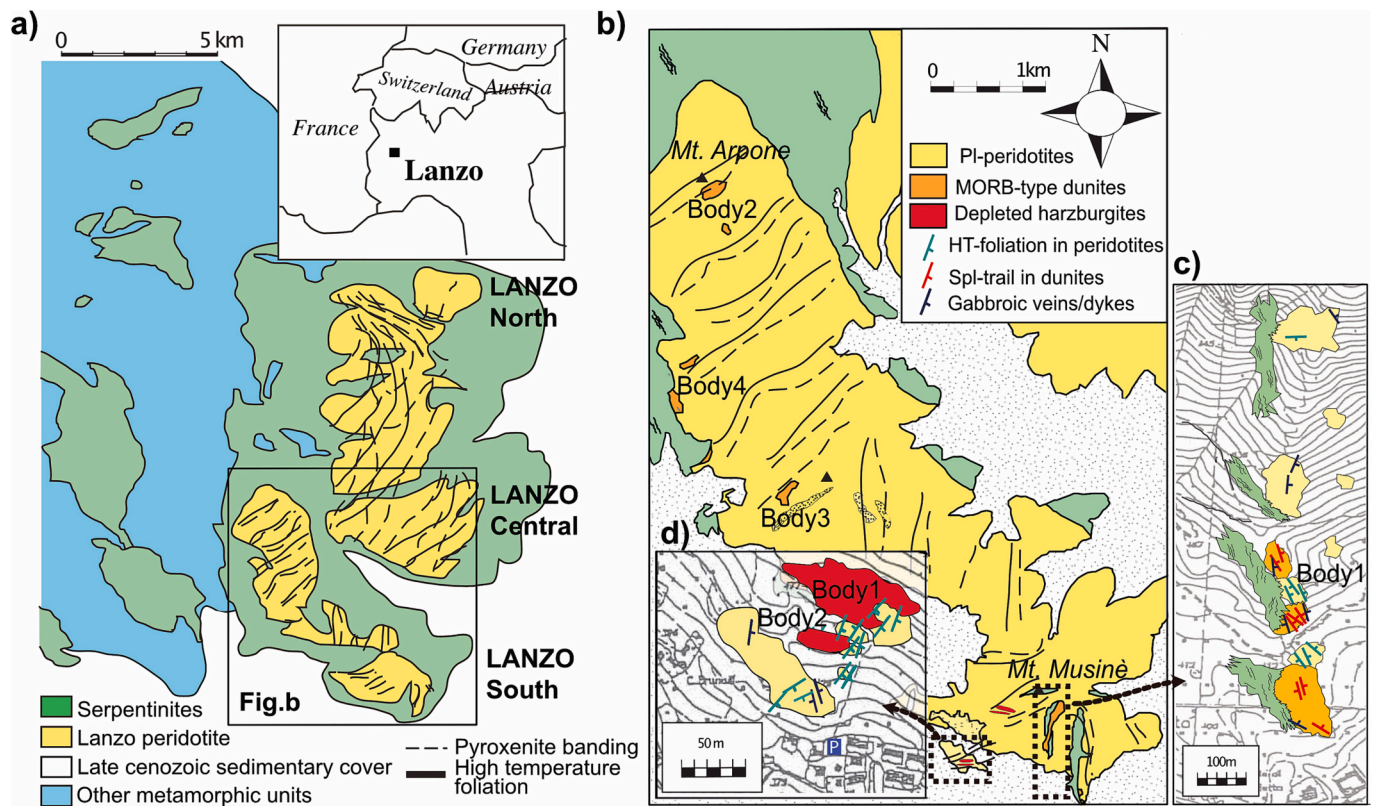 a)
0 5 km
Germany
Switzerland
Austria
France
Lanzo
LANZO
North
LANZO
Central
LANZO
South
Fig.b
Serpentinites
Lanzo peridotite
Late cenozoic sedimentary cover
Other metamorphic units
Pyroxenite banding
High temperature
foliation
b)
N
0 1km
Pl-peridotites
MORB-type dunites
Depleted harzburgites
HT-foliation in peridotites
Spl-trail in dunites
Gabbroic veins/dykes
Mt. Arpone
Body2
Body4
Body3
Mt. Musinè
c)
Body1
100m
d)
Body1
Body2
P
50 m